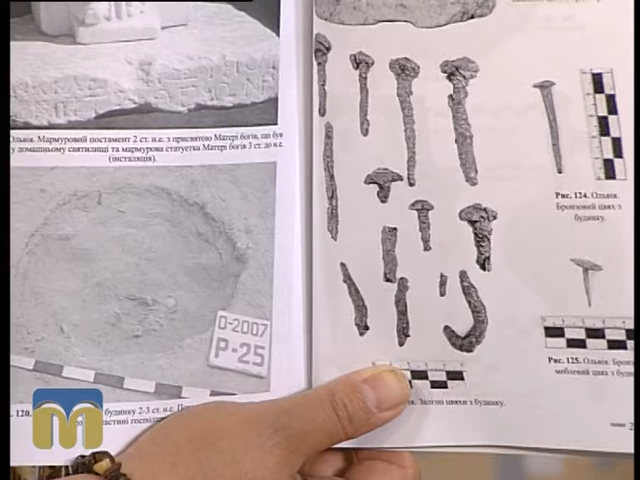 Ольвія. Мармуровий постамент 2 ст. н.е. з присвятою Матері богів, що був
у домашньому святилищі та мармурова статуетка Матері богів 3 ст. до н.е.
(інсталяція).
O-2007
P-25
120.
будинку 2-3 ст. н.е.
частині
Рис. 124. Ольвія.
Бронзовий цвях з
будинку.
Рис. 125. Ольвія.
меблевий цвях з
Залізні цвяхи з будинку.